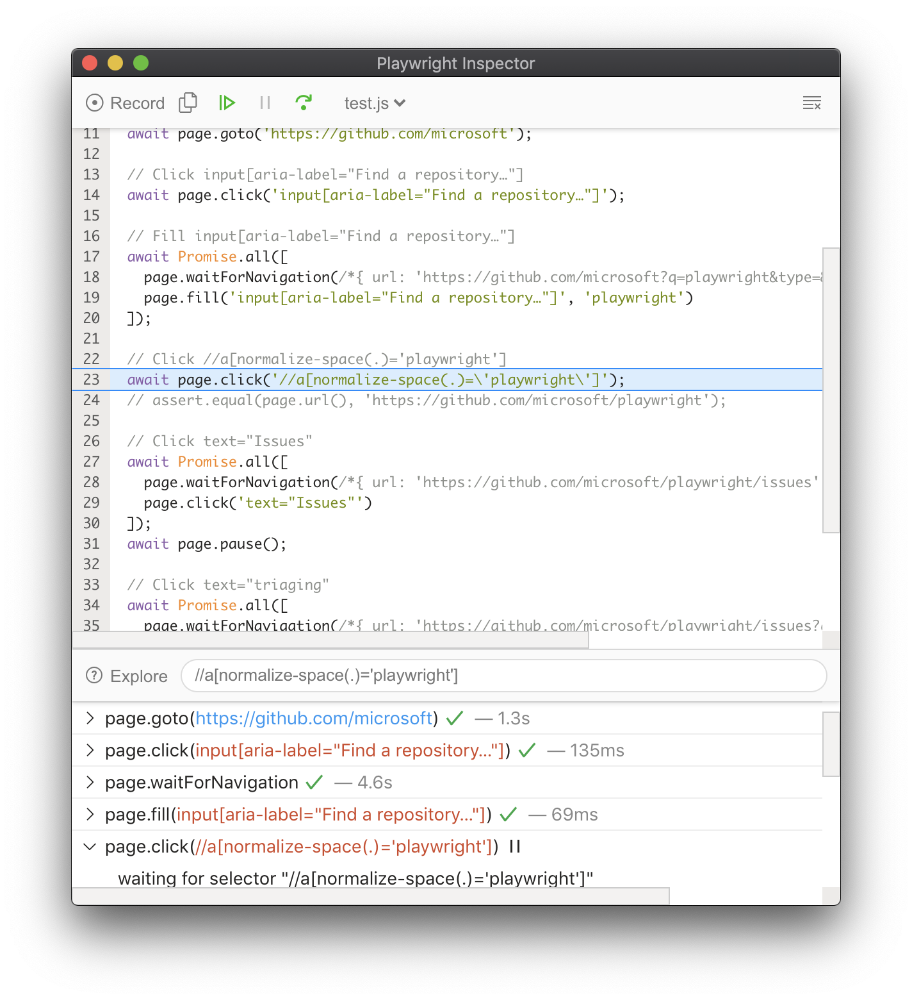 Playwright Inspector
Record test.js
11 await page.goto('https://github.com/microsoft');
12
13 // Click input[aria-label="Find a repository…"]
14 await page.click('input[aria-label="Find a repository…"]');
15
16 // Fill input[aria-label="Find a repository…"]
17 await Promise.all([
18 page.waitForNavigation(/*{ url: 'https://github.com/microsoft?q=playwright&type=&
19 page.fill('input[aria-label="Find a repository…"]', 'playwright')
20 ]);
21
22 // Click //a[normalize-space(.)='playwright']
23 await page.click('//a[normalize-space(.)=\'playwright\']');
24 // assert.equal(page.url(), 'https://github.com/microsoft/playwright');
25
26 // Click text="Issues"
27 await Promise.all([
28 page.waitForNavigation(/*{ url: 'https://github.com/microsoft/playwright/issues'
29 page.click('text="Issues"')
30 ]);
31 await page.pause();
32
33 // Click text="triaging"
34 await Promise.all([
35 page.waitForNavigation(/*{ url: 'https://github.com/microsoft/playwright/issues?
? Explore //a[normalize-space(.)='playwright']
page.goto(https://github.com/microsoft) ✓ — 1.3s
page.click(input[aria-label="Find a repository…"]) ✓ — 135ms
page.waitForNavigation ✓ — 4.6s
page.fill(input[aria-label="Find a repository…"]) ✓ — 69ms
page.click(//a[normalize-space(.)='playwright'])
waiting for selector "//a[normalize-space(.)='playwright']"